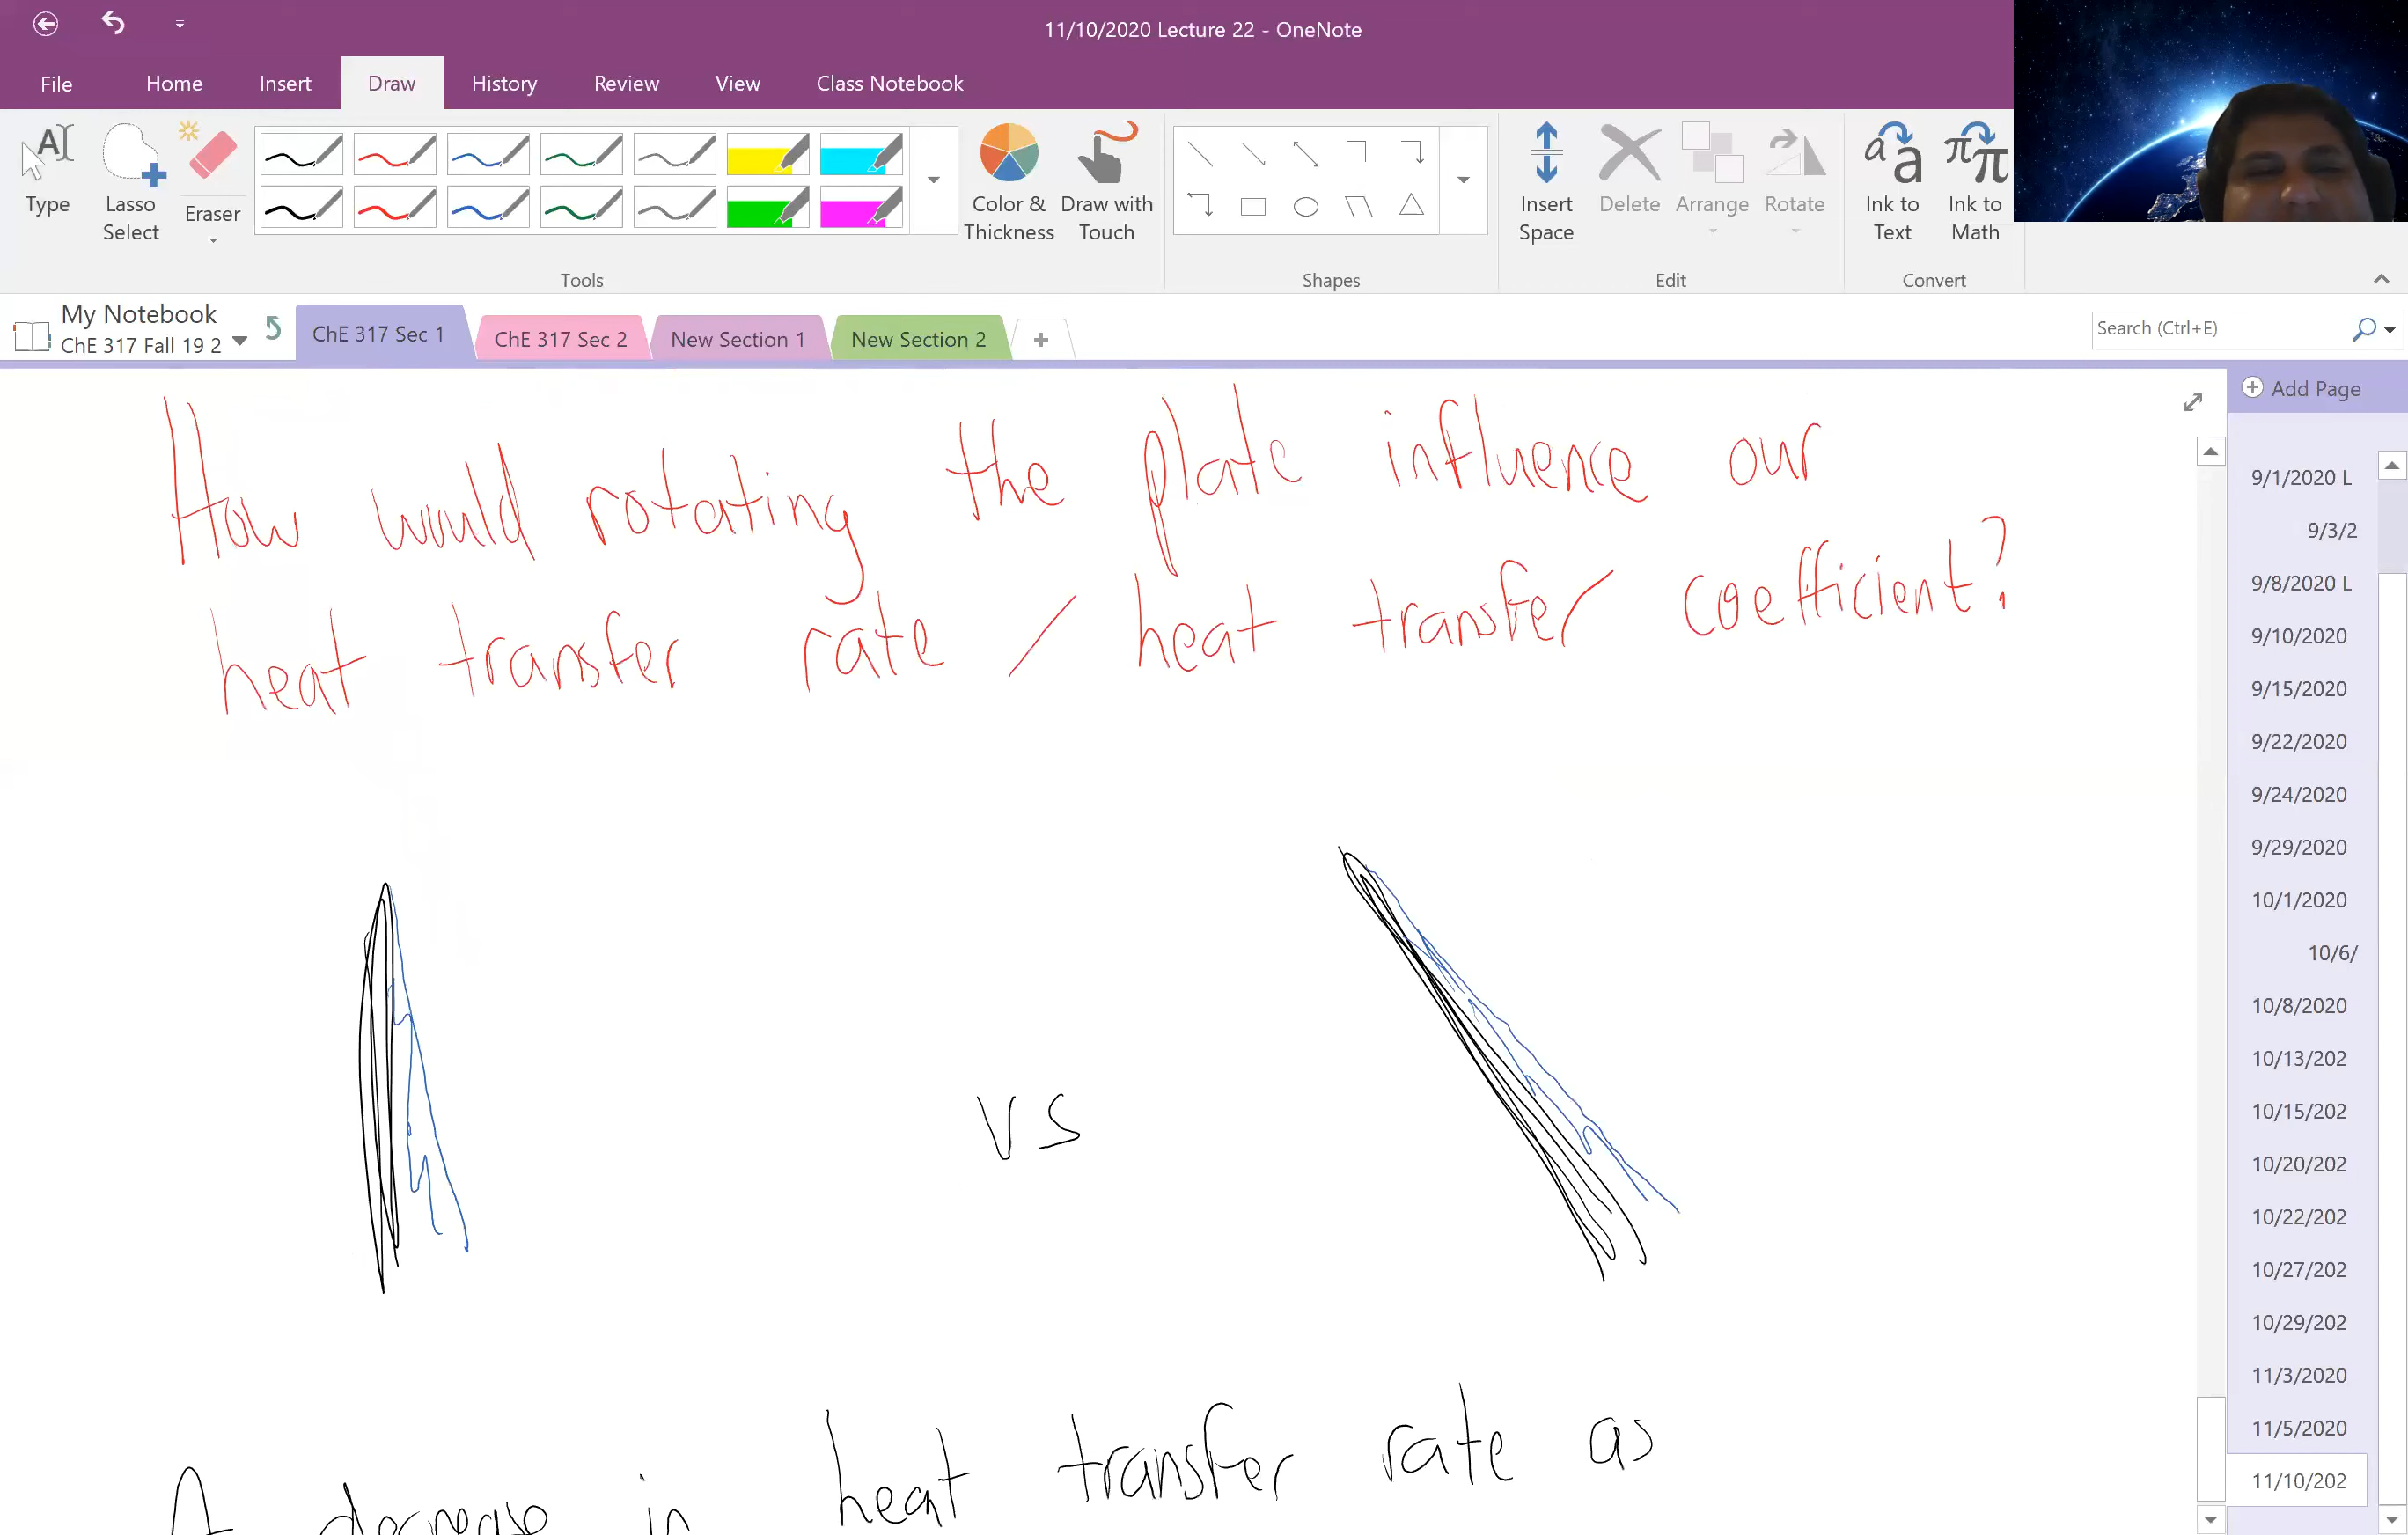 11/10/2020 Lecture 22 - OneNote
File Home Insert Draw History Review View Class Notebook
Type
Lasso Select
Eraser
Color & Thickness
Draw with Touch
Insert Space
Delete
Arrange
Rotate
Ink to Text
Ink to Math
Tools Shapes Edit Convert
My Notebook
ChE 317 Fall 19 2
ChE 317 Sec 1
ChE 317 Sec 2
New Section 1
New Section 2
Search (Ctrl+E)
Add Page
How would rotating the plate influence our
heat transfer rate / heat transfer coefficient?
vs
A decrease in heat transfer rate as
9/1/2020 L
9/3/2
9/8/2020 L
9/10/2020
9/15/2020
9/22/2020
9/24/2020
9/29/2020
10/1/2020
10/6/
10/8/2020
10/13/202
10/15/202
10/20/202
10/22/202
10/27/202
10/29/202
11/3/2020
11/5/2020
11/10/202